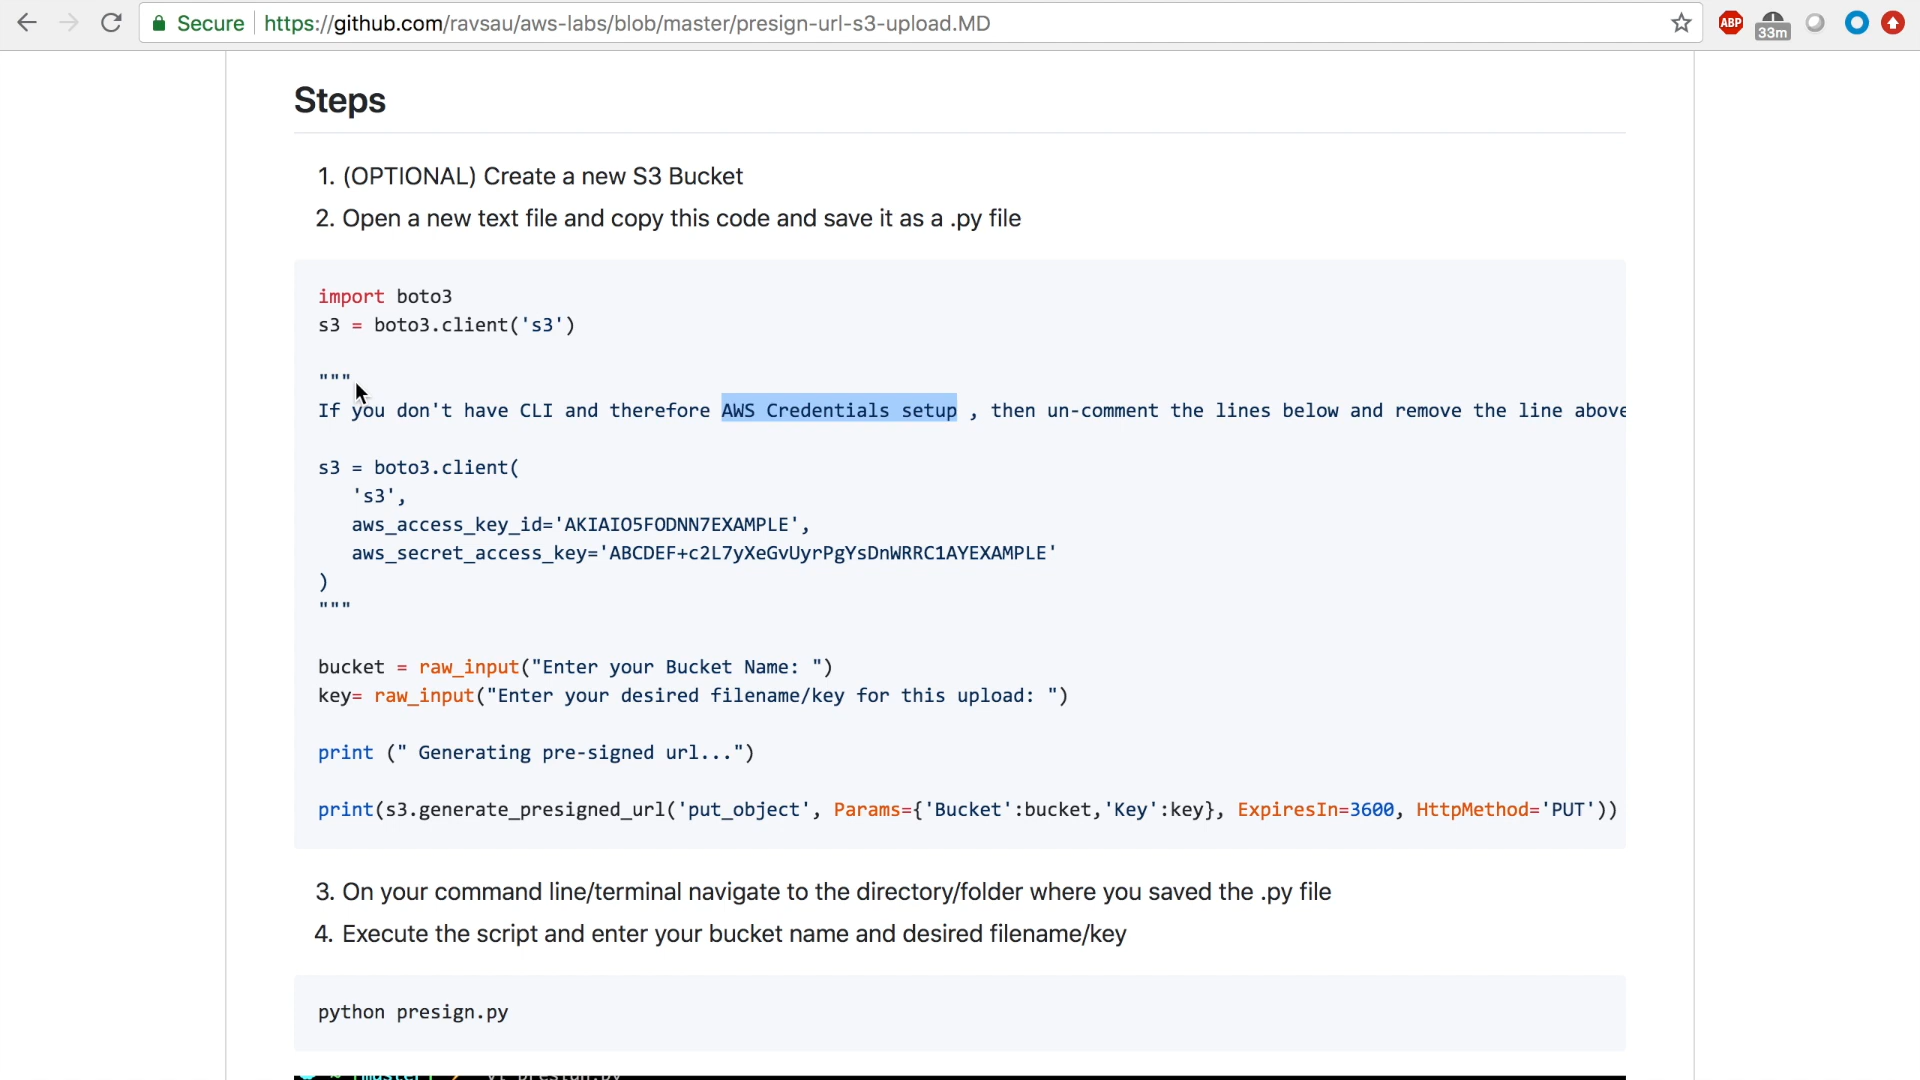 Secure https://github.com/ravsau/aws-labs/blob/master/presign-url-s3-upload.MD
ABP
33m
Steps
1. (OPTIONAL) Create a new S3 Bucket
2. Open a new text file and copy this code and save it as a .py file
import boto3
s3 = boto3.client('s3')
"""
If you don't have CLI and therefore AWS Credentials setup , then un-comment the lines below and remove the line above
s3 = boto3.client(
's3',
aws_access_key_id='AKIAIO5FODNN7EXAMPLE',
aws_secret_access_key='ABCDEF+c2L7yXeGvUyrPgYsDnWRRC1AYEXAMPLE'
)
"""
bucket = raw_input("Enter your Bucket Name: ")
key= raw_input("Enter your desired filename/key for this upload: ")
print (" Generating pre-signed url...")
print(s3.generate_presigned_url('put_object', Params={'Bucket':bucket,'Key':key}, ExpiresIn=3600, HttpMethod='PUT'))
3. On your command line/terminal navigate to the directory/folder where you saved the .py file
4. Execute the script and enter your bucket name and desired filename/key
python presign.py